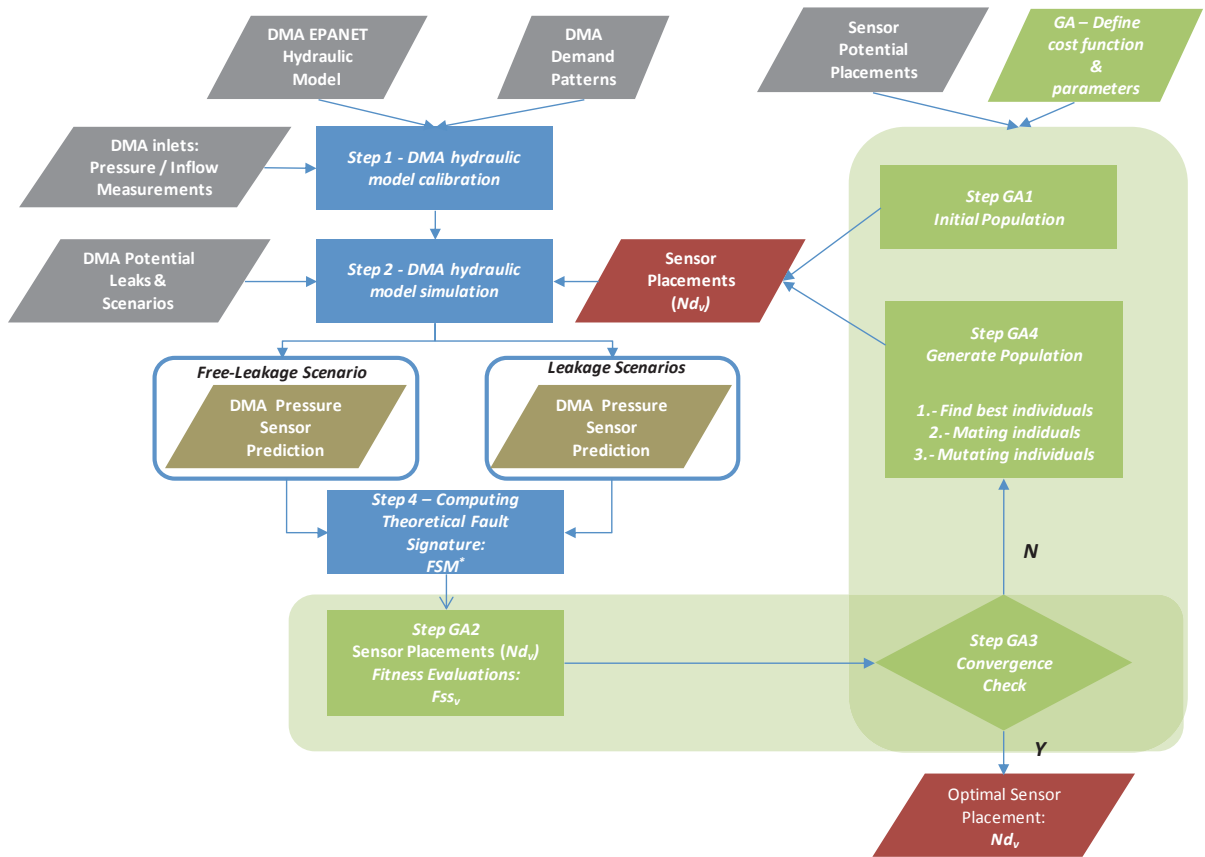 DMA EPANET
Hydraulic
Model
DMA
Demand
Patterns
Sensor
Potential
Placements
GA – Define
cost function
&
parameters
DMA inlets:
Pressure / Inflow
Measurements
Step 1 - DMA hydraulic
model calibration
Step GA1
Initial Population
DMA Potential
Leaks &
Scenarios
Step 2 - DMA hydraulic
model simulation
Sensor
Placements
(Ndᵥ)
Step GA4
Generate Population
1.- Find best individuals
2.- Mating indiduals
3.- Mutating individuals
Free-Leakage Scenario
DMA Pressure
Sensor
Prediction
Leakage Scenarios
DMA Pressure
Sensor
Prediction
Step 4 – Computing
Theoretical Fault
Signature:
FSM*
N
Step GA2
Sensor Placements (Ndᵥ)
Fitness Evaluations:
Fssᵥ
Step GA3
Convergence
Check
Y
Optimal Sensor
Placement:
Ndᵥ